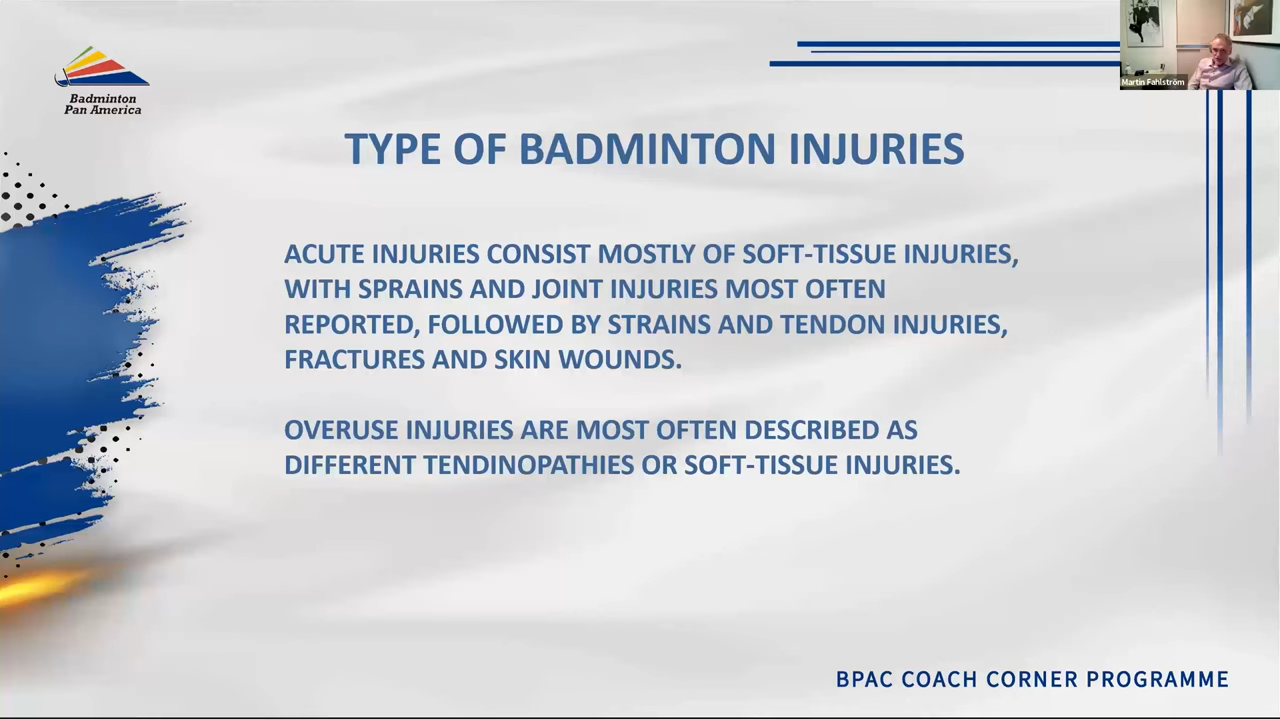 Martin Fahlström
Badminton
Pan America
TYPE OF BADMINTON INJURIES
ACUTE INJURIES CONSIST MOSTLY OF SOFT-TISSUE INJURIES,
WITH SPRAINS AND JOINT INJURIES MOST OFTEN
REPORTED, FOLLOWED BY STRAINS AND TENDON INJURIES,
FRACTURES AND SKIN WOUNDS.
OVERUSE INJURIES ARE MOST OFTEN DESCRIBED AS
DIFFERENT TENDINOPATHIES OR SOFT-TISSUE INJURIES.
BPAC COACH CORNER PROGRAMME